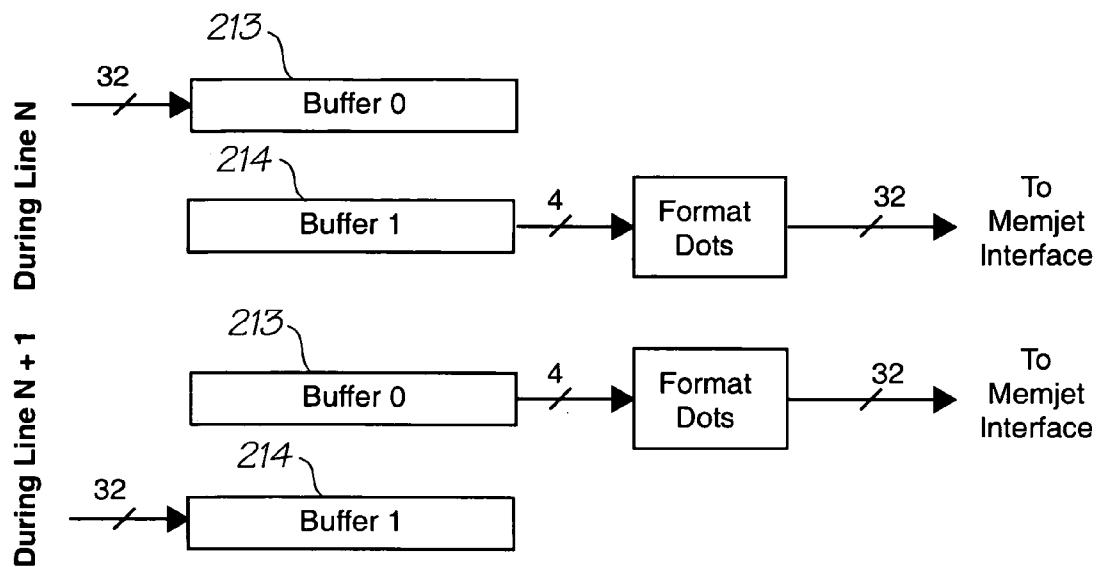 During Line N
213
32
Buffer 0
214
Buffer 1
4
Format
Dots
32
To
Memjet
Interface
During Line N + 1
213
Buffer 0
4
Format
Dots
32
To
Memjet
Interface
214
32
Buffer 1